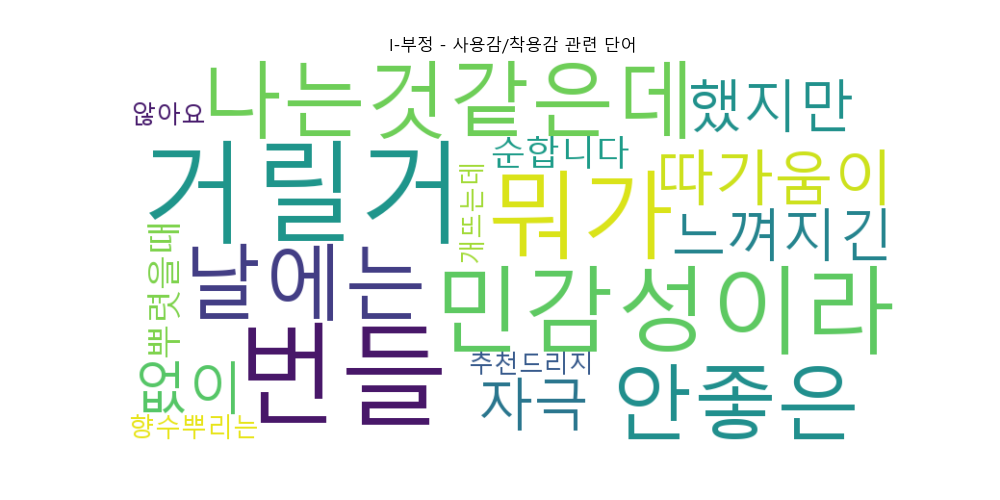 I-부정 - 사용감/착용감 관련 단어
나는것같은데
했지만
않아요
거릴거
순합니다
따가움이
개뜨는데
뭐가
느껴지긴
뿌렷을때
날에는
민감성이라
번들
없이
추천드리지
자극
안좋은
향수뿌리는